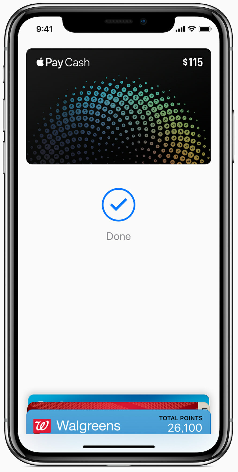 9:41
Pay Cash $115
Done
TOTAL POINTS
Walgreens 26,100